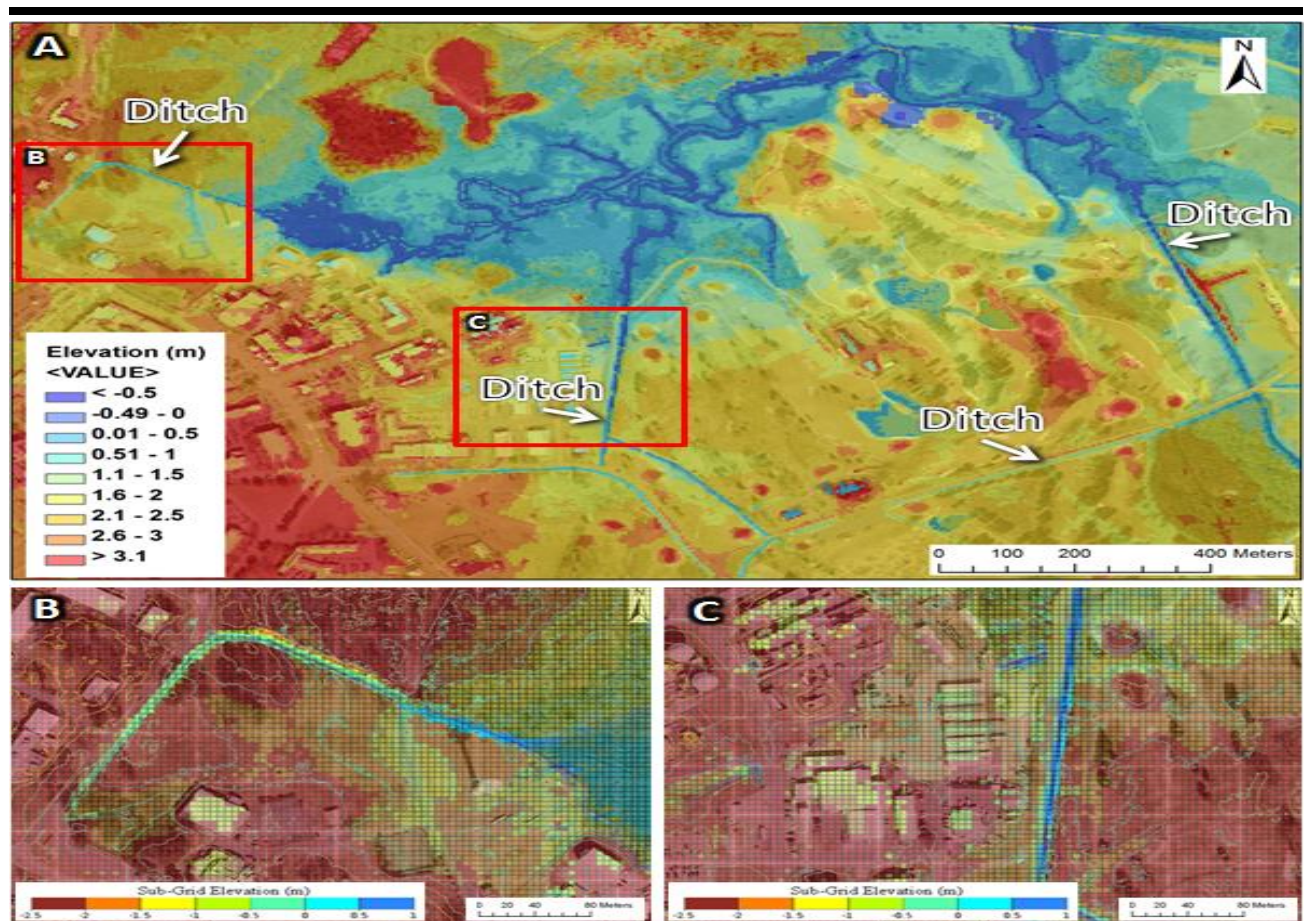 A
N
Ditch
B
Ditch
C
Ditch
Ditch
Elevation (m)
<VALUE>
< -0.5
-0.49 - 0
0.01 - 0.5
0.51 - 1
1.1 - 1.5
1.6 - 2
2.1 - 2.5
2.6 - 3
> 3.1
0 100 200 400 Meters
B
N
Sub-Grid Elevation (m)
-2.5 -2 -1.5 -1 -0.5 0 0.5 1
0 20 40 80 Meters
C
N
Sub-Grid Elevation (m)
-2.5 -2 -1.5 -1 -0.5 0 0.5 1
0 20 40 80 Meters